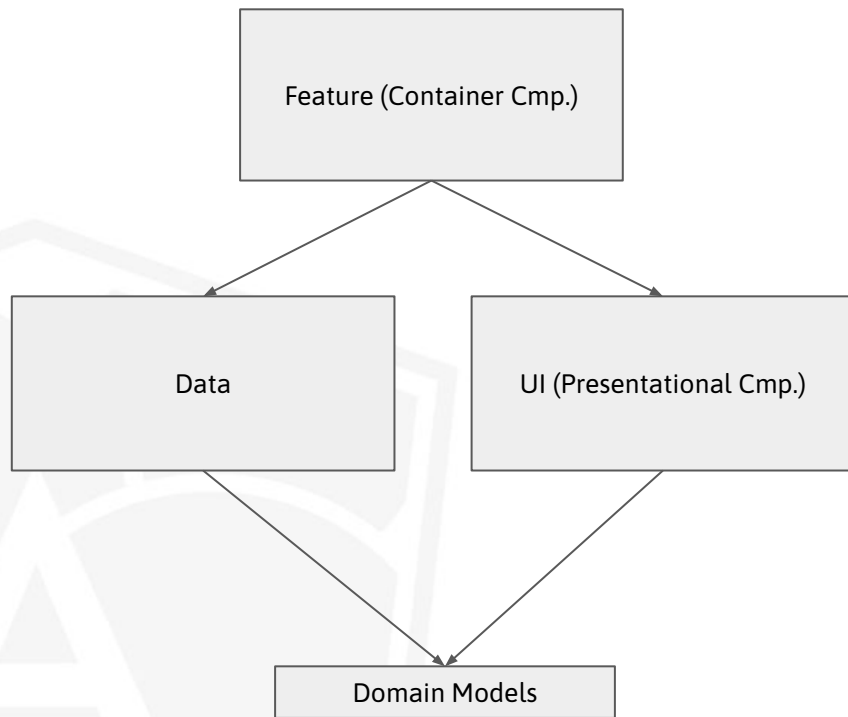 Feature (Container Cmp.)
Data
UI (Presentational Cmp.)
Domain Models